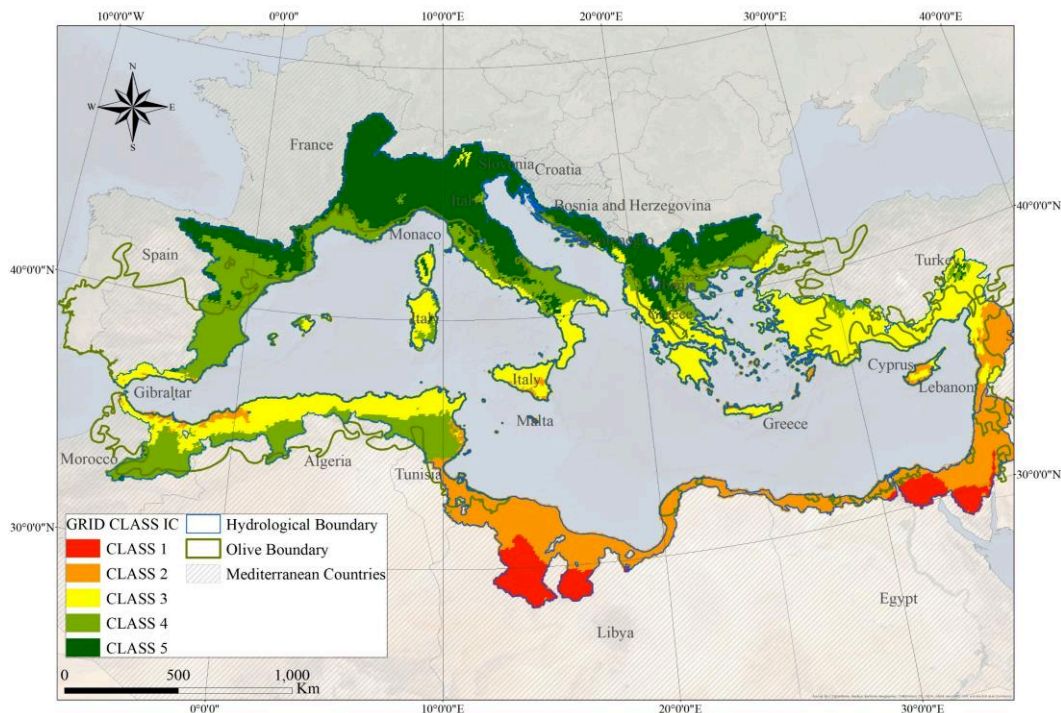 10°0'0"W 0°0'0" 10°0'0"E 20°0'0"E 30°0'0"E 40°0'0"E
N
W E
S
France
Slovenia
Croatia
Italy
Bosnia and Herzegovina
40°0'0"N
Monaco
Spain
Turkey
40°0'0"N
Italy
Greece
Cyprus
Italy
Lebanon
Gibraltar
Malta
Greece
Morocco
Algeria
Tunisia
30°0'0"N
30°0'0"N
GRID CLASS IC
CLASS 1
CLASS 2
CLASS 3
CLASS 4
CLASS 5
Hydrological Boundary
Olive Boundary
Mediterranean Countries
Egypt
Libya
0 500 1,000
Km
0°0'0" 10°0'0"E 20°0'0"E 30°0'0"E